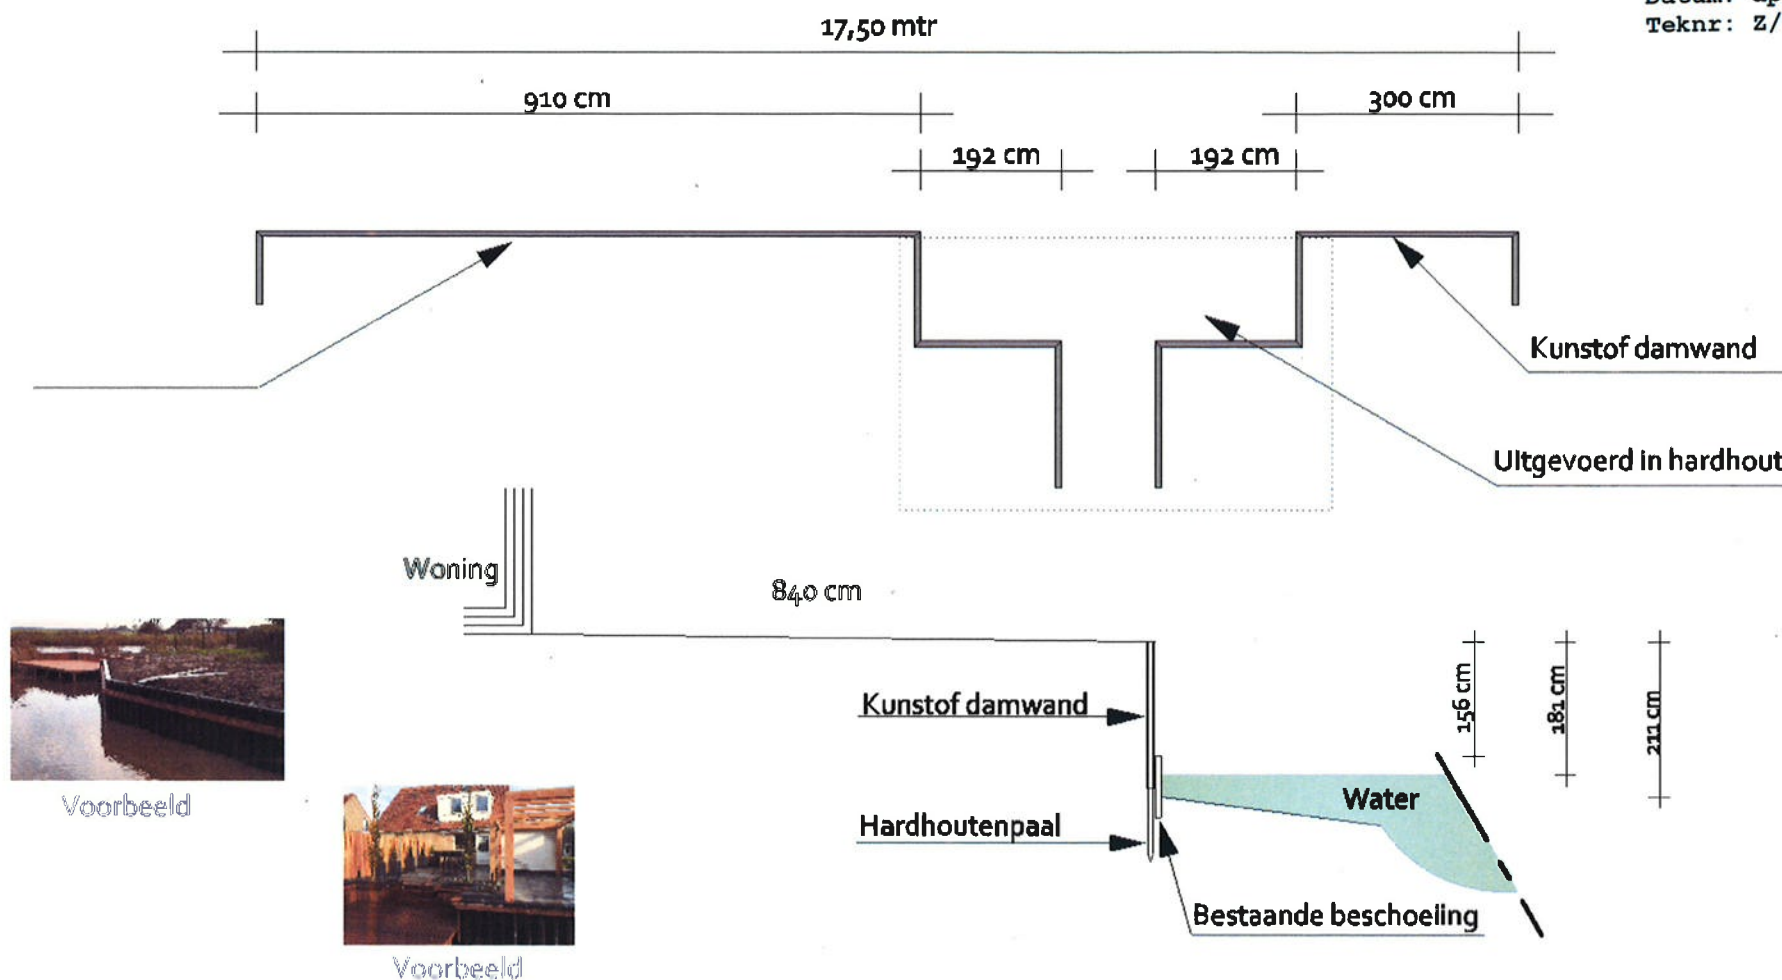 Teknr: Z/
17,50 mtr
910 cm
300 cm
192 cm
192 cm
Kunstof damwand
UItgevoerd in hardhout
Woning
840 cm
156 cm
181 cm
211 cm
Kunstof damwand
Water
Hardhoutenpaal
Bestaande beschoeiing
Voorbeeld
Voorbeeld